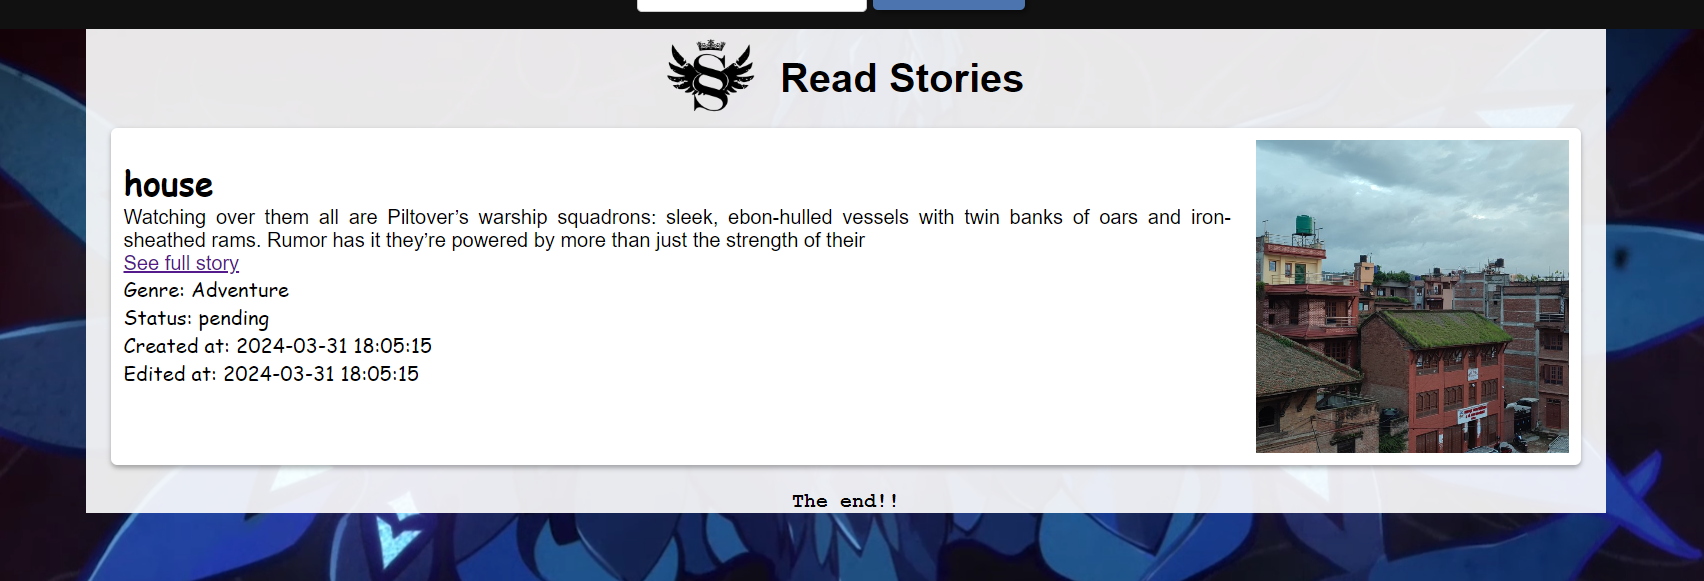 Read Stories
house
Watching over them all are Piltover’s warship squadrons: sleek, ebon-hulled vessels with twin banks of oars and iron-
sheathed rams. Rumor has it they’re powered by more than just the strength of their
See full story
Genre: Adventure
Status: pending
Created at: 2024-03-31 18:05:15
Edited at: 2024-03-31 18:05:15
The end!!